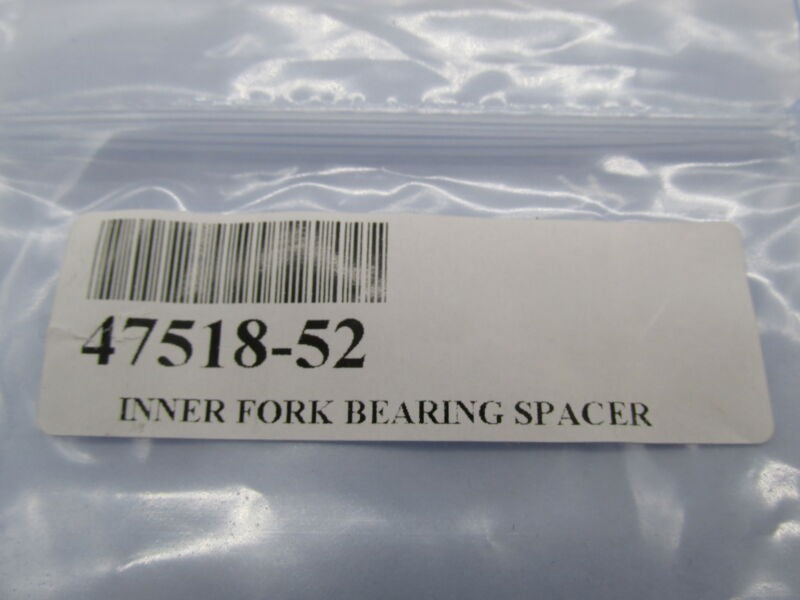 47518-52
INNER FORK BEARING SPACER